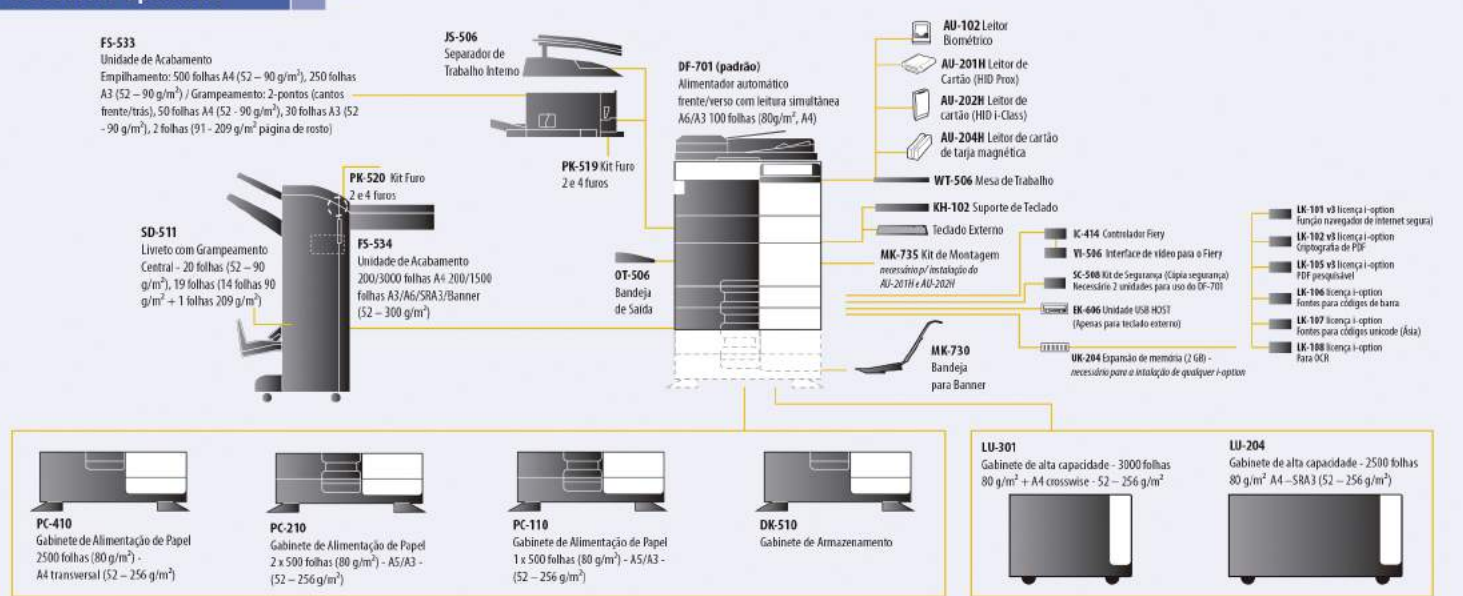 FS-533
Unidade de Acabamento
Empilhamento: 500 folhas A4 (52 – 90 g/m²), 250 folhas
A3 (52 – 90 g/m²) / Grampeamento: 2-pontos (cantos
frente/trás), 50 folhas A4 (52 - 90 g/m²), 30 folhas A3 (52
- 90 g/m²), 2 folhas (91 - 209 g/m² página de rosto)
JS-506
Separador de
Trabalho Interno
DF-701 (padrão)
Alimentador automático
frente/verso com leitura simultânea
A6/A3 100 folhas (80g/m², A4)
AU-102 Leitor
Biométrico
AU-201H Leitor de
Cartão (HID Prox)
AU-202H Leitor de
cartão (HID i-Class)
AU-204H Leitor de cartão
de tarja magnética
WT-506 Mesa de Trabalho
KH-102 Suporte de Teclado
Teclado Externo
MK-735 Kit de Montagem
necessário p/ instalação do
AU-201H e AU-202H
PK-519 Kit Furo
2 e 4 furos
PK-520 Kit Furo
2 e 4 furos
SD-511
Livreto com Grampeamento
Central - 20 folhas (52 – 90
g/m²), 19 folhas (14 folhas 90
g/m² + 1 folhas 209 g/m²)
FS-534
Unidade de Acabamento
200/3000 folhas A4 200/1500
folhas A3/A6/SRA3/Banner
(52 – 300 g/m²)
OT-506
Bandeja
de Saída
IC-414 Controlador Fiery
VI-506 Interface de vídeo para o Fiery
SC-508 Kit de Segurança (Cópia segurança)
Necessário 2 unidades para uso do DF-701
EK-606 Unidade USB HOST
(Apenas para teclado externo)
UK-204 Expansão de memória (2 GB) -
necessário para a intalação de qualquer i-option
LK-101 v3 licença i-option
Função navegador de internet segura)
LK-102 v3 licença i-option
Criptografia de PDF
LK-105 v3 licença i-option
PDF pesquisável
LK-106 licença i-option
Fontes para códigos de barra
LK-107 licença i-option
Fontes para códigos unicode (Ásia)
LK-108 licença i-option
Para OCR
MK-730
Bandeja
para Banner
PC-410
Gabinete de Alimentação de Papel
2500 folhas (80 g/m²) -
A4 transversal (52 – 256 g/m²)
PC-210
Gabinete de Alimentação de Papel
2 x 500 folhas (80 g/m²) - A5/A3 -
(52 – 256 g/m²)
PC-110
Gabinete de Alimentação de Papel
1 x 500 folhas (80 g/m²) - A5/A3 -
(52 – 256 g/m²)
DK-510
Gabinete de Armazenamento
LU-301
Gabinete de alta capacidade - 3000 folhas
80 g/m² + A4 crosswise - 52 – 256 g/m²
LU-204
Gabinete de alta capacidade - 2500 folhas
80 g/m² A4 –SRA3 (52 – 256 g/m²)